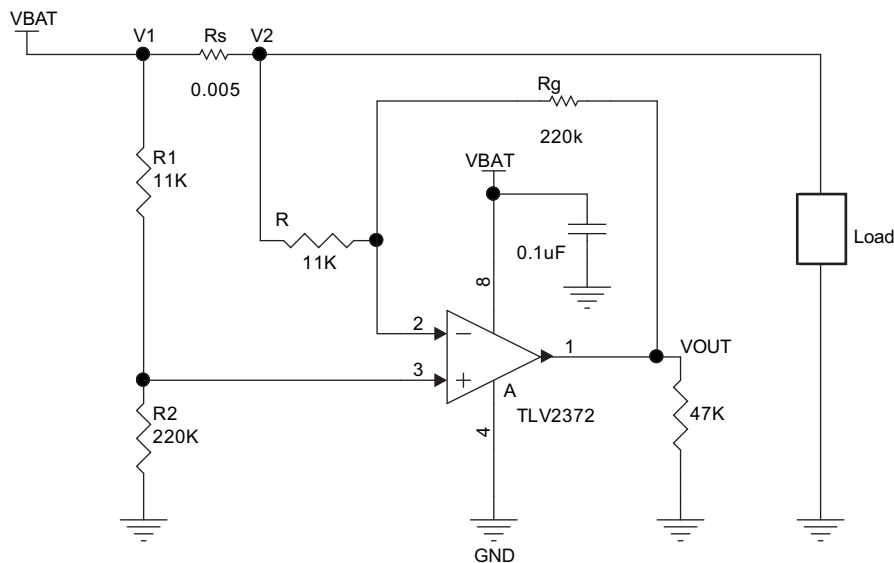 VBAT
V1
Rs
V2
0.005
Rg
220k
R1
11K
VBAT
R
11K
0.1uF
8
Load
2
−
3
+
1
VOUT
A
TLV2372
R2
220K
4
47K
GND